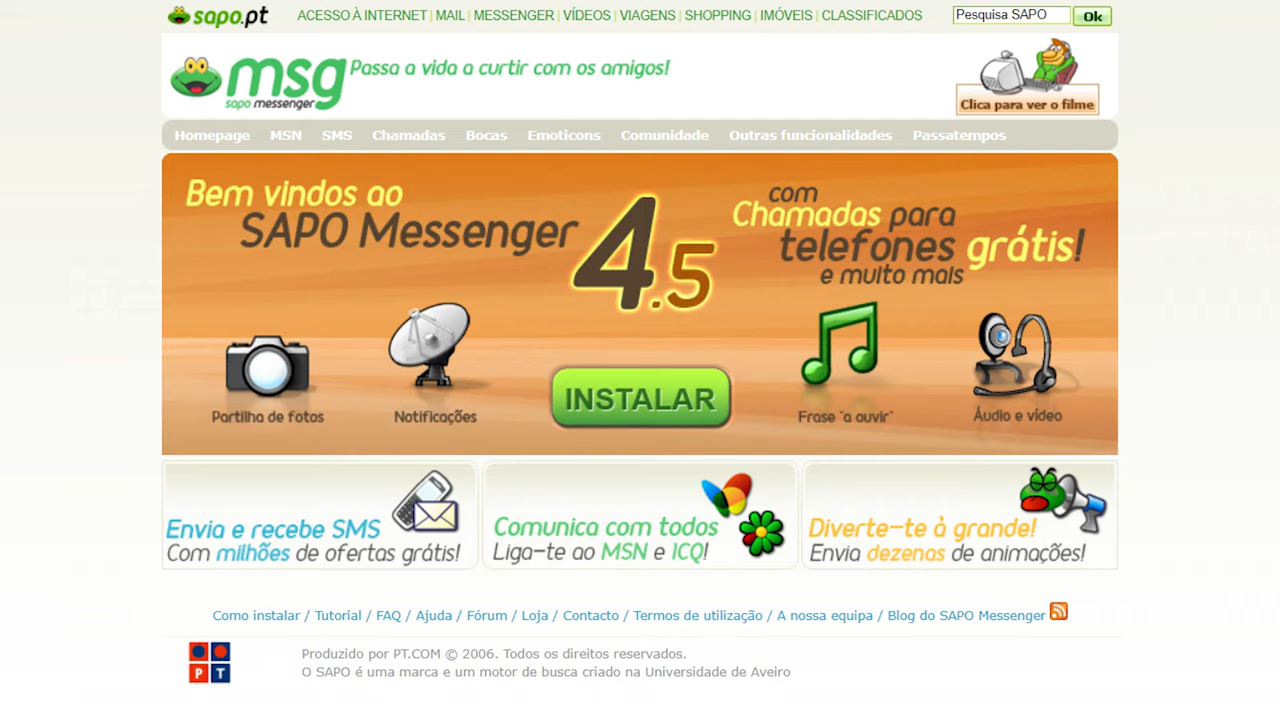 sapo.pt ACESSO À INTERNET | MAIL | MESSENGER | VÍDEOS | VIAGENS | SHOPPING | IMÓVEIS | CLASSIFICADOS Pesquisa SAPO Ok
msg Passa a vida a curtir com os amigos!
sapo messenger
Clica para ver o filme
Homepage MSN SMS Chamadas Bocas Emoticons Comunidade Outras funcionalidades Passatempos
Bem vindos ao
SAPO Messenger
4.5
com
Chamadas para
telefones grátis!
e muito mais
INSTALAR
Partilha de fotos Notificações Frase "a ouvir" Áudio e vídeo
Envia e recebe SMS
Com milhões de ofertas grátis!
Comunica com todos
Liga-te ao MSN e ICQ!
Diverte-te à grande!
Envia dezenas de animações!
Como instalar / Tutorial / FAQ / Ajuda / Fórum / Loja / Contacto / Termos de utilização / A nossa equipa / Blog do SAPO Messenger
P T
Produzido por PT.COM © 2006. Todos os direitos reservados.
O SAPO é uma marca e um motor de busca criado na Universidade de Aveiro